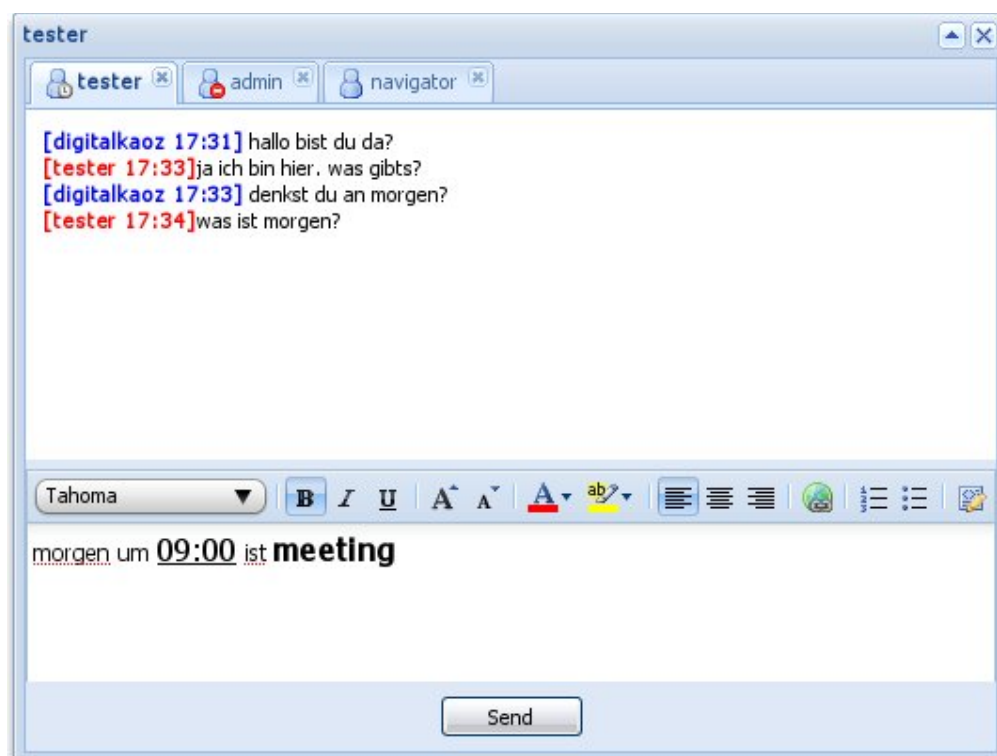 tester
tester admin navigator
[digitalkaoz 17:31] hallo bist du da?
[tester 17:33]ja ich bin hier. was gibts?
[digitalkaoz 17:33] denkst du an morgen?
[tester 17:34]was ist morgen?
Tahoma B I U A A A ab
morgen um 09:00 ist meeting
Send